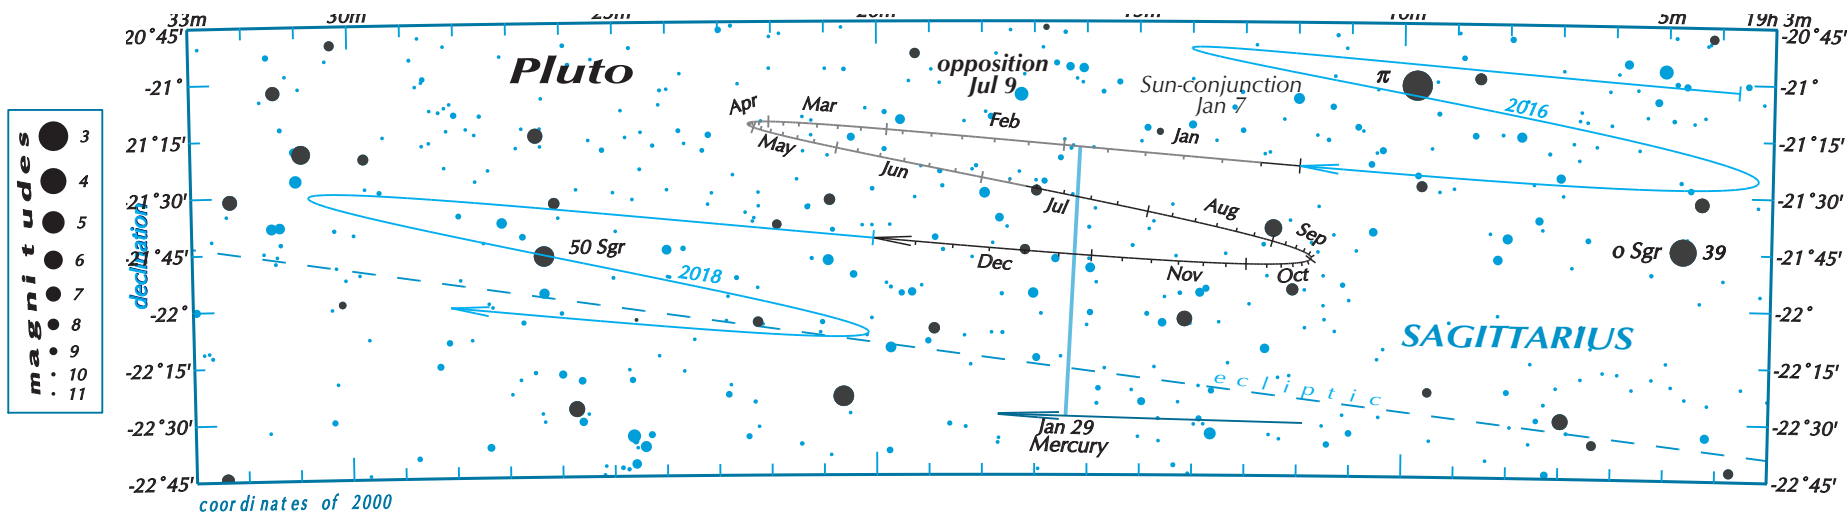 33m 30m 25m 20m 15m 10m 5m 19h 3m
20°45' -20°45'
-21° -21°
21°15' -21°15'
-21°30' -21°30'
-21°45' -21°45'
-22° -22°
-22°15' -22°15'
-22°30' -22°30'
-22°45' -22°45'
declination
magnitudes
3
4
5
6
7
8
9
10
11
Pluto
opposition
Jul 9
Sun-conjunction
Jan 7
π
2016
Apr Mar Feb Jan
May Jun Jul Aug Sep
Dec Nov Oct
50 Sgr
2018
ο Sgr 39
SAGITTARIUS
ecliptic
Jan 29
Mercury
coordinates of 2000